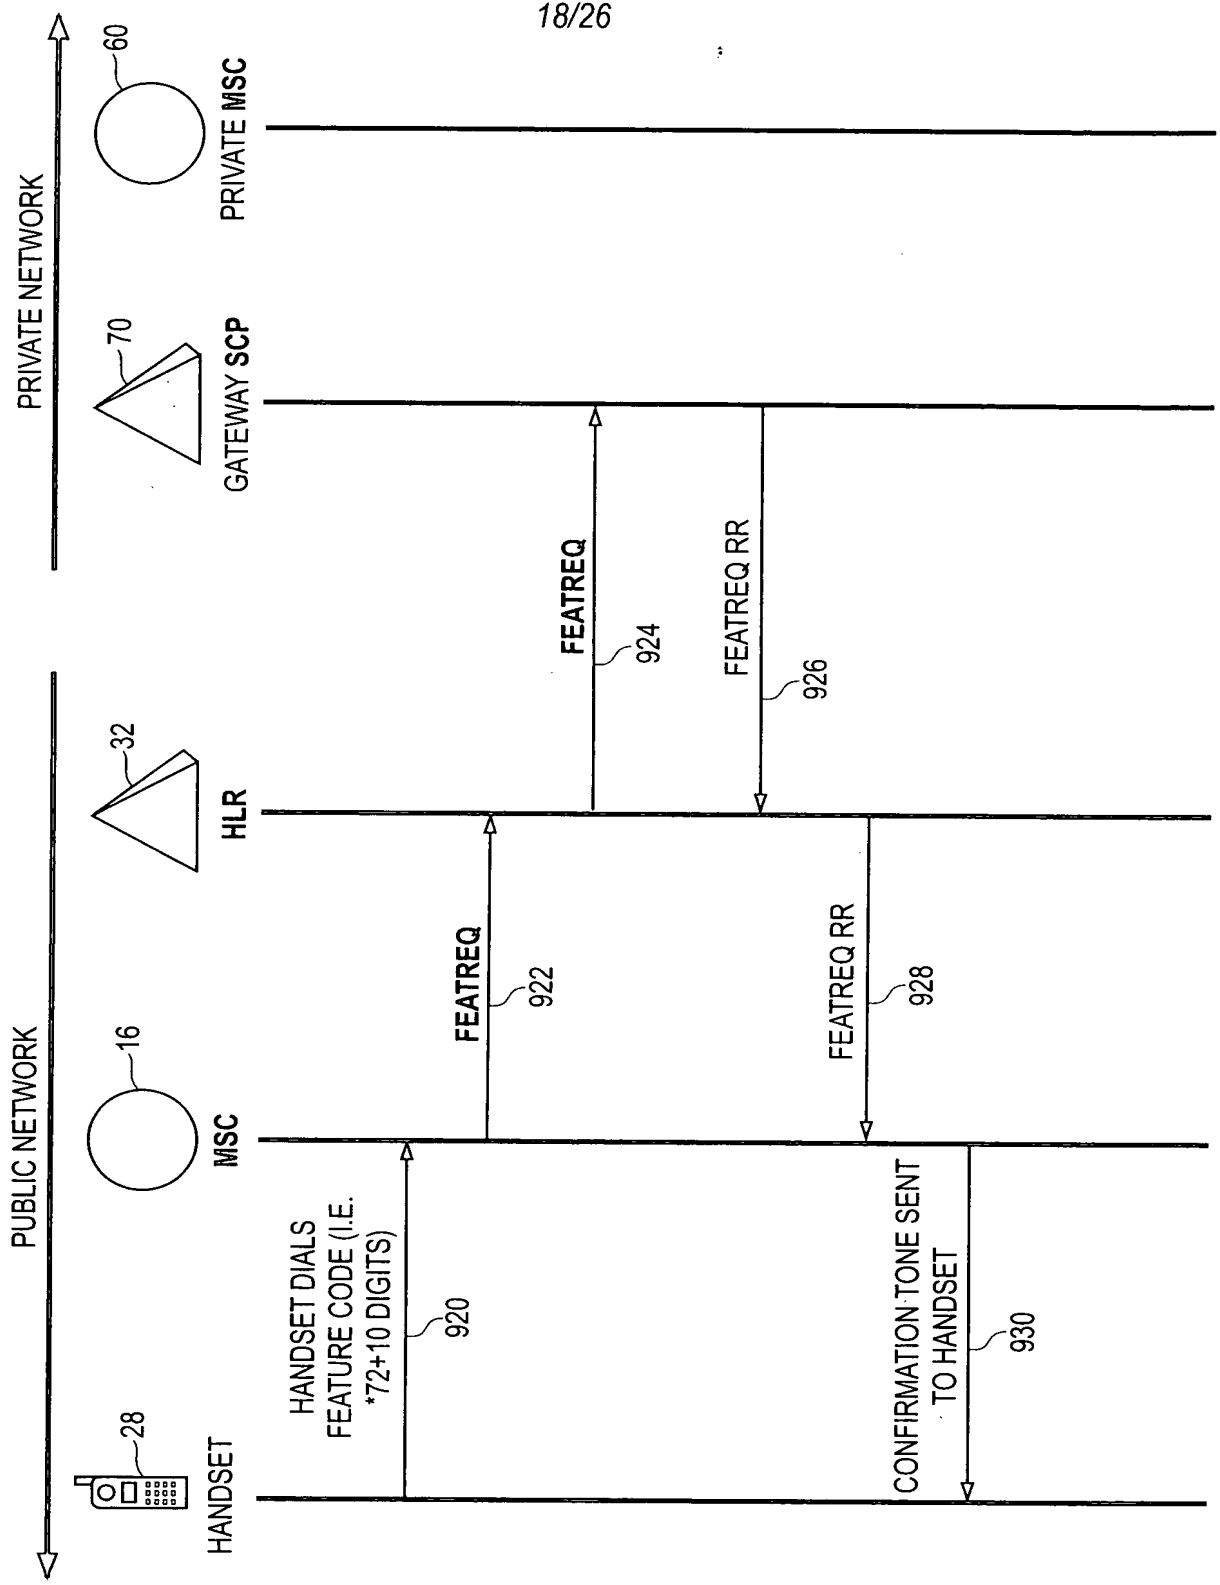 18/26
PUBLIC NETWORK
PRIVATE NETWORK
28
16
32
70
60
HANDSET
MSC
HLR
GATEWAY SCP
PRIVATE MSC
HANDSET DIALS
FEATURE CODE (I.E.
*72+10 DIGITS)
920
FEATREQ
922
FEATREQ
924
FEATREQ RR
926
FEATREQ RR
928
CONFIRMATION TONE SENT
TO HANDSET
930